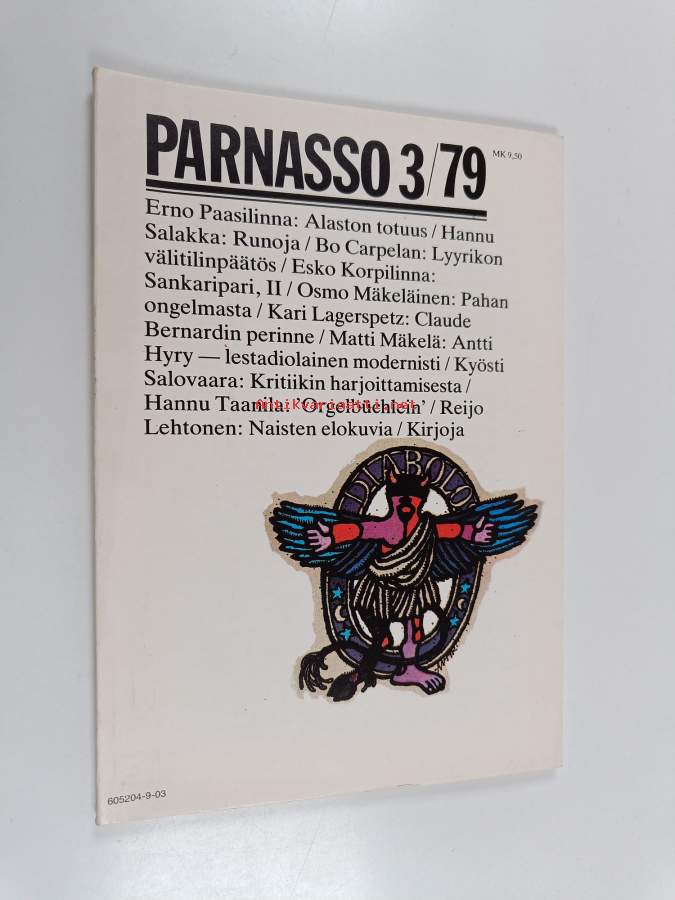 PARNASSO 3/79
MK 9,50
Erno Paasilinna: Alaston totuus / Hannu
Salakka: Runoja / Bo Carpelan: Lyyrikon
välitilinpäätös / Esko Korpilinna:
Sankaripari, II / Osmo Mäkeläinen: Pahan
ongelmasta / Kari Lagerspetz: Claude
Bernardin perinne / Matti Mäkelä: Antti
Hyry — lestadiolainen modernisti / Kyösti
Salovaara: Kritiikin harjoittamisesta /
Hannu Taanila: 'Orgelbüchlein' / Reijo
Antikvariaatti.net
Lehtonen: Naisten elokuvia / Kirjoja
DIABOLO
605204-9-03